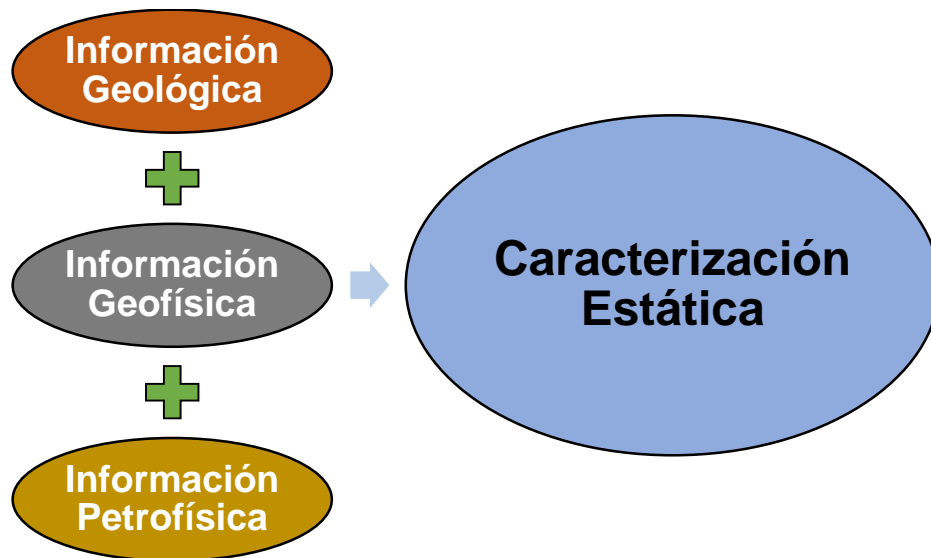 Información
Geológica
Información
Geofísica
Caracterización
Estática
Información
Petrofísica